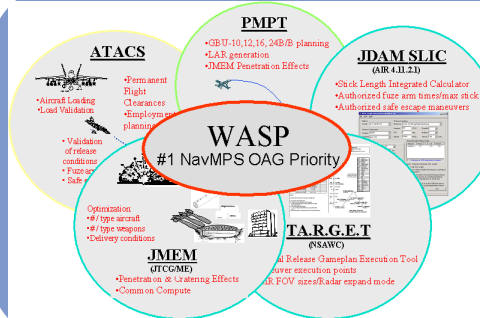 PMPT
•GBU-10,12,16, 24B/B planning
•LAR generation
•JMEM Penetration Effects
ATACS
•Permanent
Flight
Clearances
•Employment
planning
•Aircraft Loading
•Load Validation
•Validation
of release
conditions
•Safe
JDAM SLIC
(AIR 4.11.2.1)
•Stick Length Integrated Calculator
•Authorized fuze arm times/max stick
•Authorized safe escape maneuvers
WASP
#1 NavMPS OAG Priority
Optimization:
•# / type aircraft
•# / type weapons
•Delivery conditions
JMEM
(JTCG/ME)
•Penetration & Cratering Effects
•Common Compute
T.A.R.G.E.T
(NSAWC)
Release Gameplan Execution Tool
execution points
FOV sizes/Radar expand mode